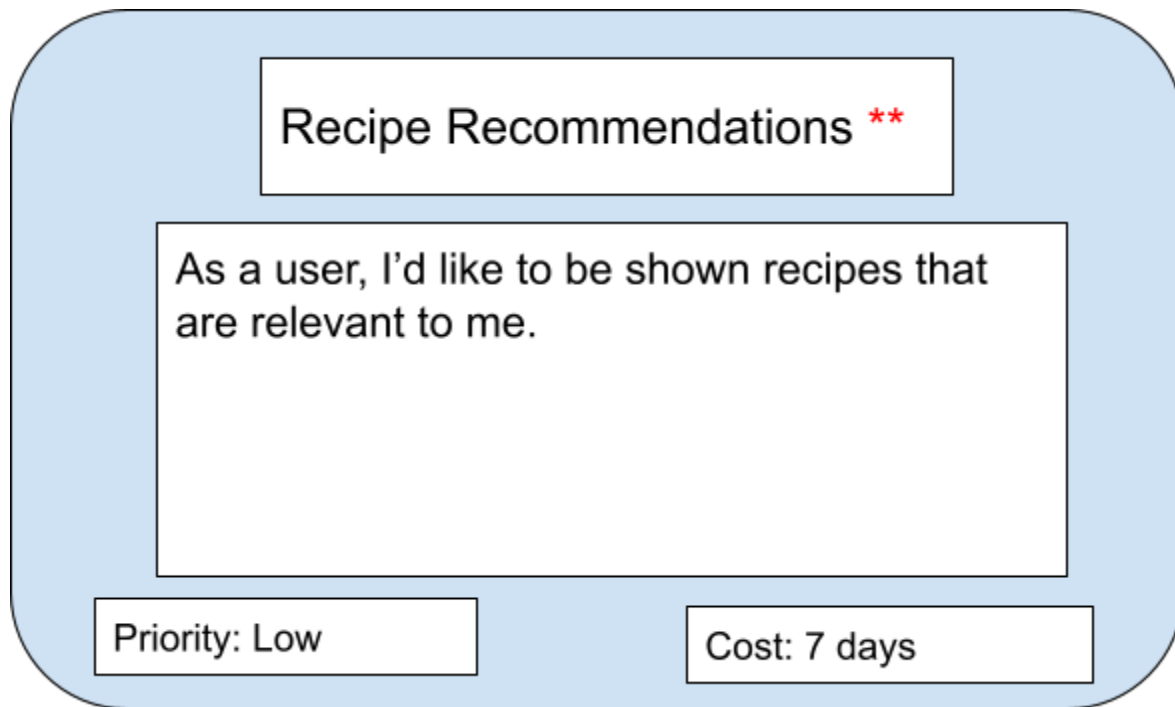 Recipe Recommendations **
As a user, I’d like to be shown recipes that
are relevant to me.
Priority: Low
Cost: 7 days